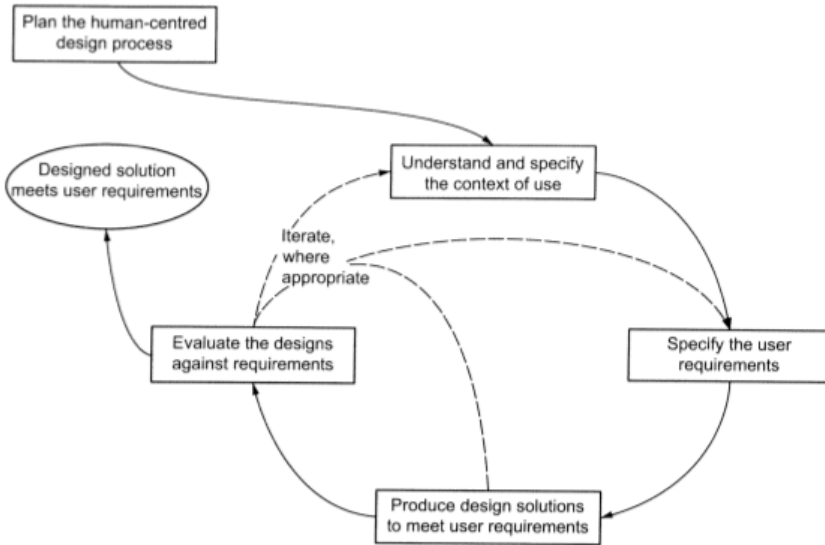 Plan the human-centred
design process
Designed solution
meets user requirements
Understand and specify
the context of use
Iterate,
where
appropriate
Evaluate the designs
against requirements
Specify the user
requirements
Produce design solutions
to meet user requirements